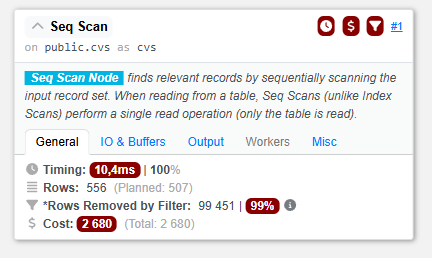 Seq Scan #1
on public.cvs as cvs
Seq Scan Node finds relevant records by sequentially scanning the
input record set. When reading from a table, Seq Scans (unlike Index
Scans) perform a single read operation (only the table is read).
General IO & Buffers Output Workers Misc
Timing: 10,4ms | 100%
Rows: 556 (Planned: 507)
*Rows Removed by Filter: 99 451 | 99%
Cost: 2 680 (Total: 2 680)